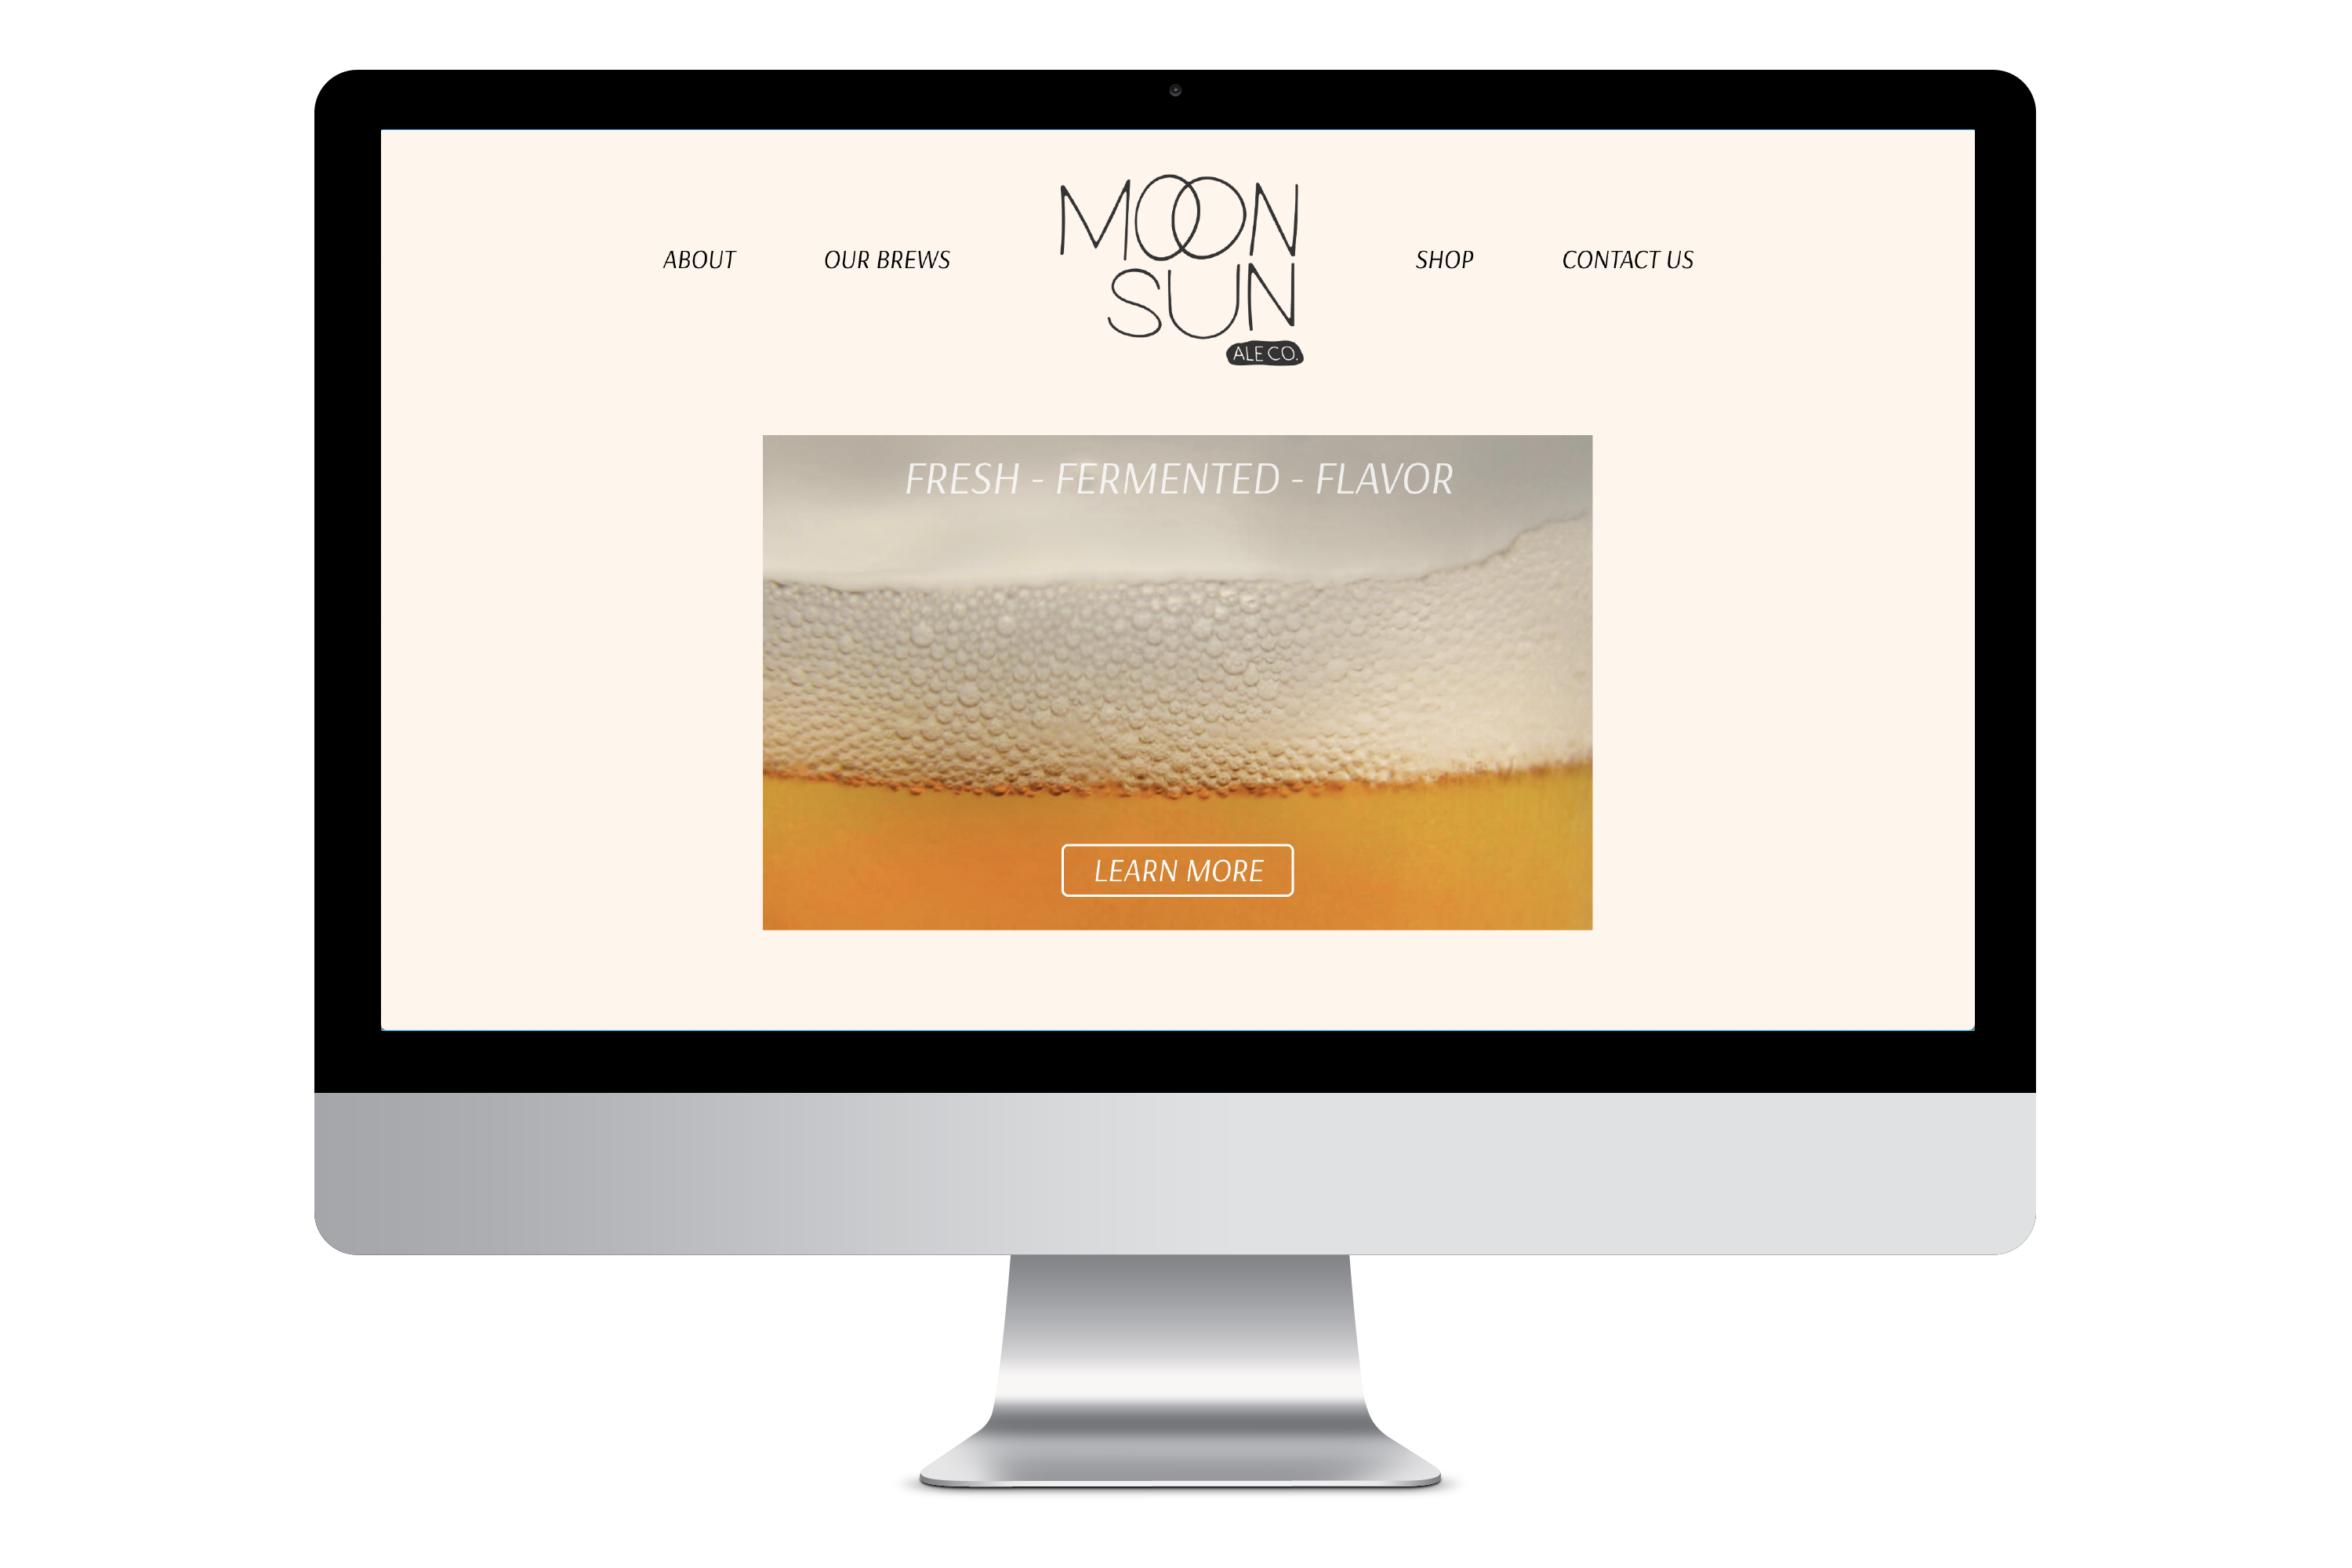 ABOUT
OUR BREWS
MOON
SUN
ALE CO.
SHOP
CONTACT US
FRESH - FERMENTED - FLAVOR
LEARN MORE